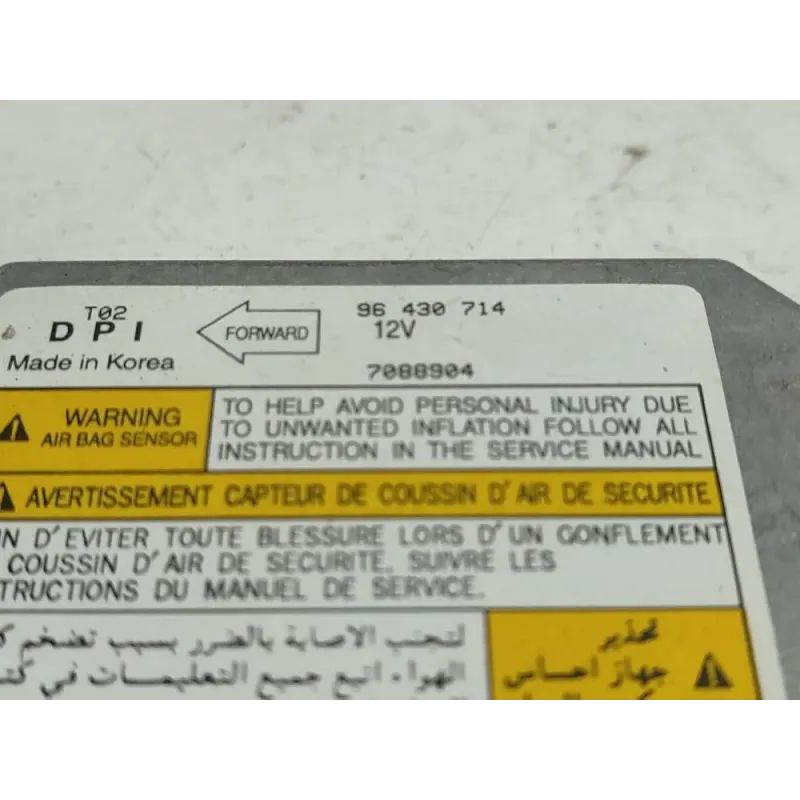 T02
DPI
Made in Korea
FORWARD
96 430 714
12V
7088904
WARNING
AIR BAG SENSOR
TO HELP AVOID PERSONAL INJURY DUE
TO UNWANTED INFLATION FOLLOW ALL
INSTRUCTION IN THE SERVICE MANUAL
AVERTISSEMENT CAPTEUR DE COUSSIN D'AIR DE SECURITE
IN D'EVITER TOUTE BLESSURE LORS D'UN GONFLEMENT
COUSSIN D'AIR DE SECURITE, SUIVRE LES
TRUCTIONS DU MANUEL DE SERVICE.
تحذير
جهاز احساس
لتجنب الاصابة بالضرر بسبب تضخم
الهواء. اتبع جميع التعليمات في